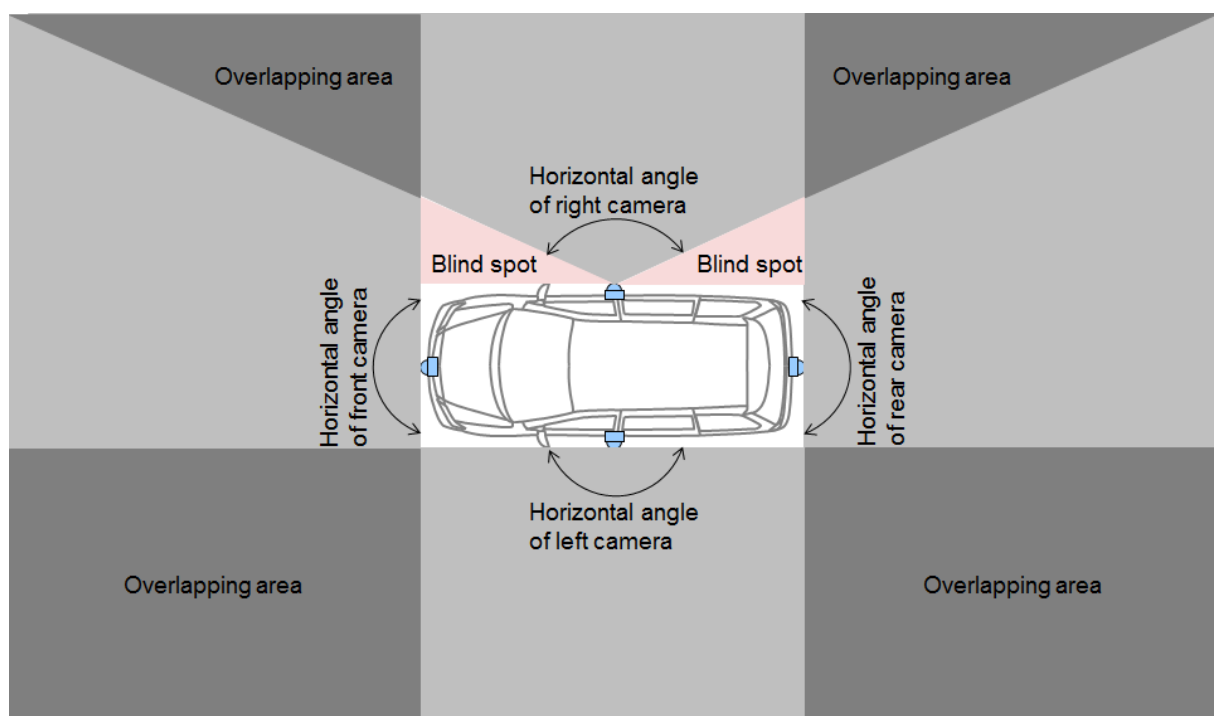 Overlapping area
Overlapping area
Horizontal angle
of right camera
Blind spot
Blind spot
Horizontal angle
of front camera
Horizontal angle
of rear camera
Horizontal angle
of left camera
Overlapping area
Overlapping area